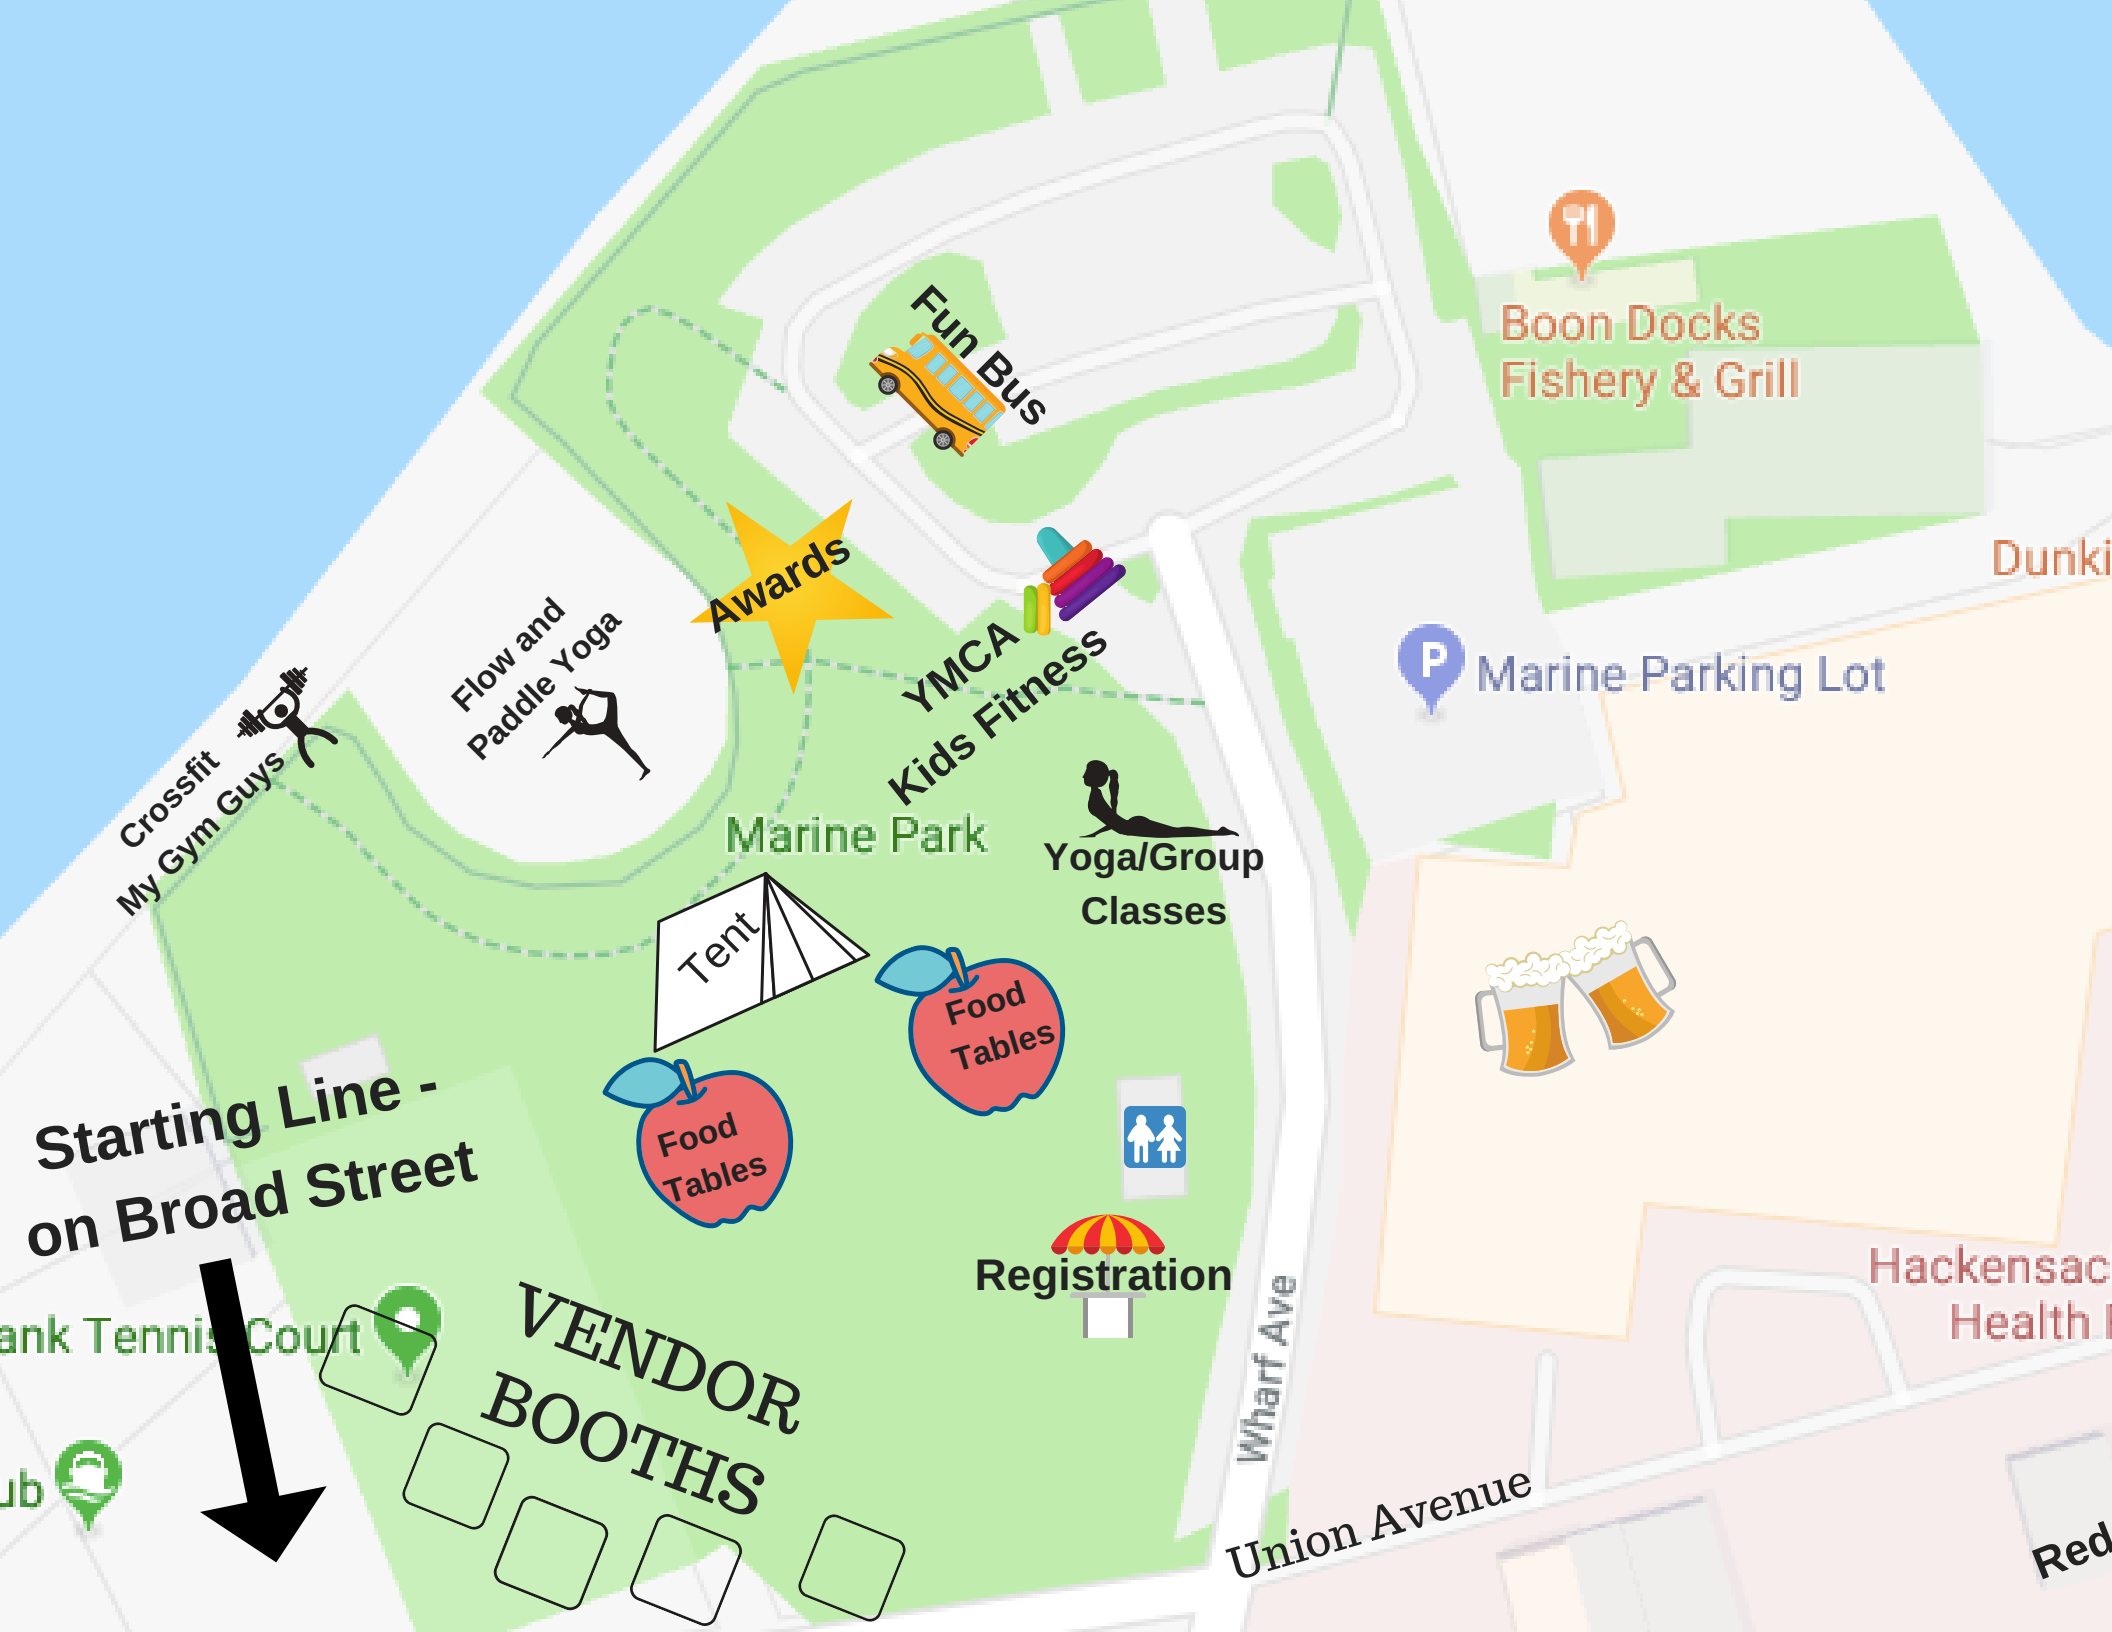 Fun Bus
Boon Docks
Fishery & Grill
Awards
Dunki
Flow and
Paddle Yoga
YMCA
Kids Fitness
P Marine Parking Lot
Crossfit
My Gym Guys
Marine Park
Yoga/Group
Classes
Tent
Food
Tables
Food
Tables
Starting Line -
on Broad Street
Registration
Hackensac
Health
ank Tennis Court
VENDOR
BOOTHS
Wharf Ave
ub
Union Avenue
Red